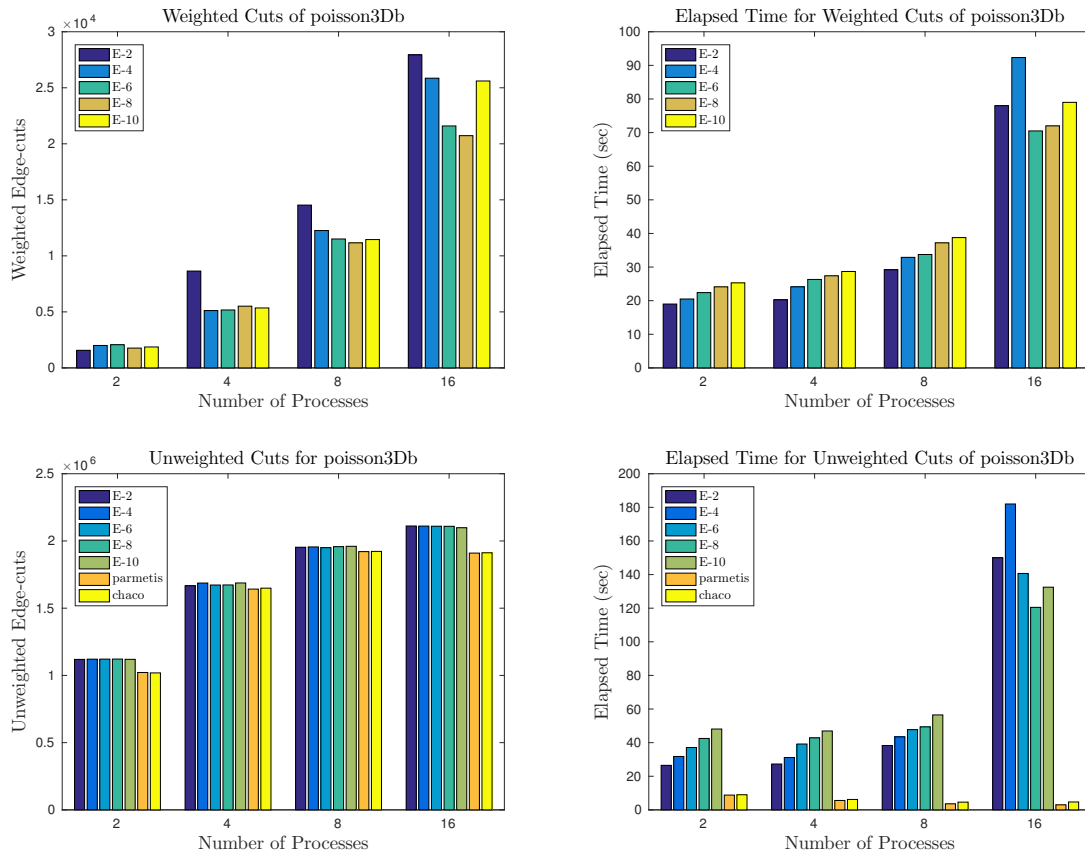 Weighted Cuts of poisson3Db
×10^4
3
2.5
2
1.5
1
0.5
0
Weighted Edge-cuts
E-2
E-4
E-6
E-8
E-10
2 4 8 16
Number of Processes
Elapsed Time for Weighted Cuts of poisson3Db
100
90
80
70
60
50
40
30
20
10
0
Elapsed Time (sec)
E-2
E-4
E-6
E-8
E-10
2 4 8 16
Number of Processes
Unweighted Cuts for poisson3Db
×10^6
2.5
2
1.5
1
0.5
0
Unweighted Edge-cuts
E-2
E-4
E-6
E-8
E-10
parmetis
chaco
2 4 8 16
Number of Processes
Elapsed Time for Unweighted Cuts of poisson3Db
200
180
160
140
120
100
80
60
40
20
0
Elapsed Time (sec)
E-2
E-4
E-6
E-8
E-10
parmetis
chaco
2 4 8 16
Number of Processes